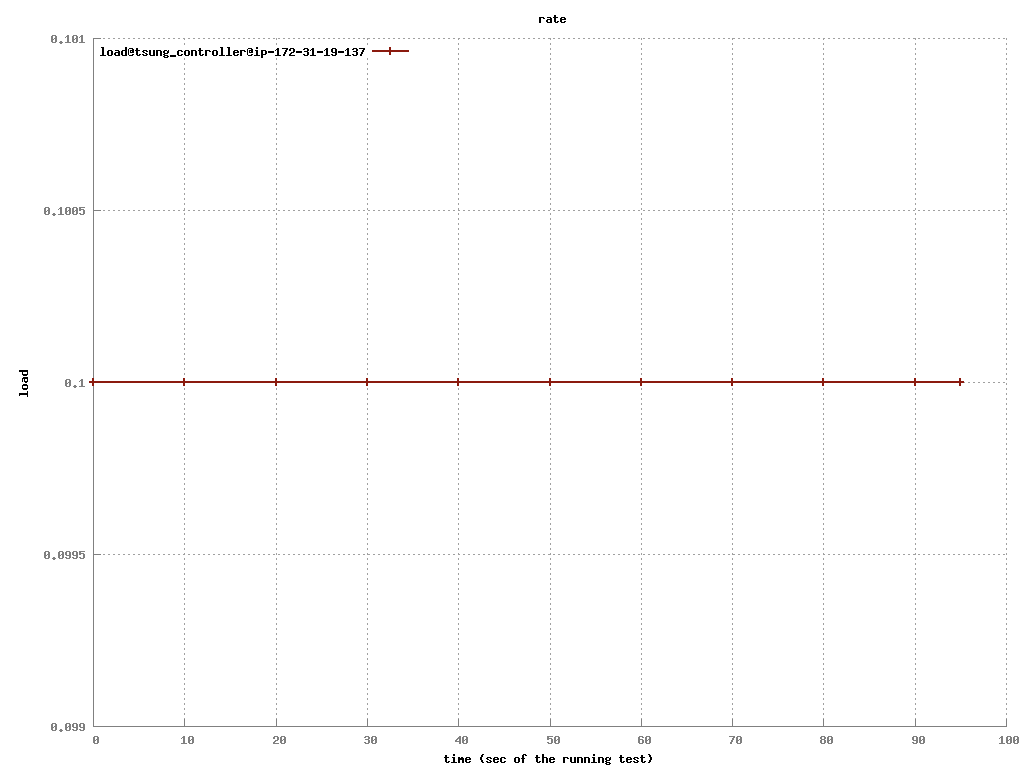 rate
0.101
load@tsung_controller@ip-172-31-19-137
0.1005
load
0.1
0.0995
0.099
0 10 20 30 40 50 60 70 80 90 100
time (sec of the running test)